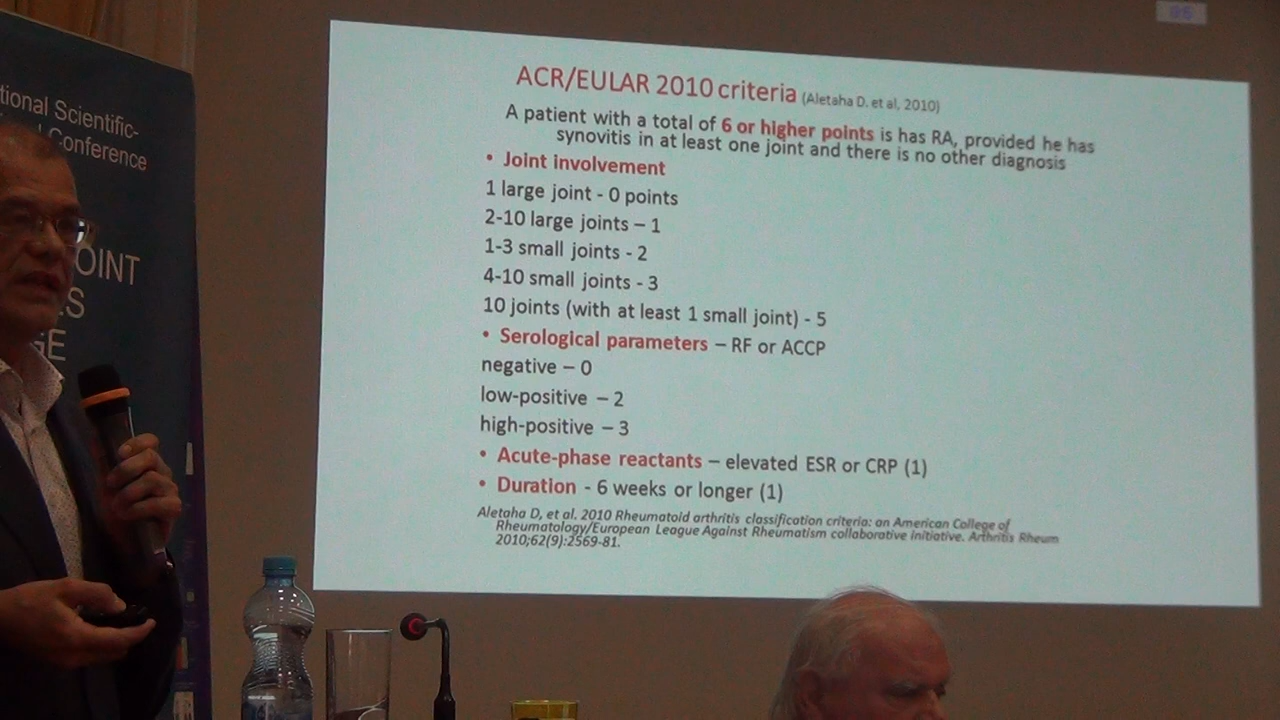 tional Scientific-
Conference
OINT
S
GE
ACR/EULAR 2010 criteria (Aletaha D. et al, 2010)
A patient with a total of 6 or higher points is has RA, provided he has
synovitis in at least one joint and there is no other diagnosis
• Joint involvement
1 large joint - 0 points
2-10 large joints – 1
1-3 small joints - 2
4-10 small joints - 3
10 joints (with at least 1 small joint) - 5
• Serological parameters – RF or ACCP
negative – 0
low-positive – 2
high-positive – 3
• Acute-phase reactants – elevated ESR or CRP (1)
• Duration - 6 weeks or longer (1)
Aletaha D, et al. 2010 Rheumatoid arthritis classification criteria: an American College of
Rheumatology/European League Against Rheumatism collaborative initiative. Arthritis Rheum
2010;62(9):2569-81.